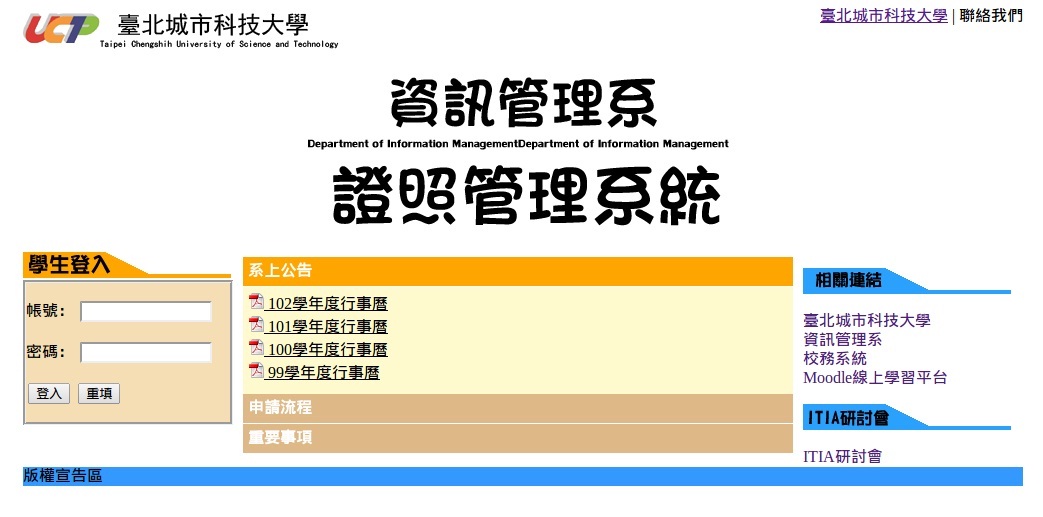 UCTP 臺北城市科技大學
Taipei Chengshih University of Science and Technology
臺北城市科技大學 | 聯絡我們
資訊管理系
Department of Information ManagementDepartment of Information Management
證照管理系統
學生登入
帳號：
密碼：
登入 重填
系上公告
102學年度行事曆
101學年度行事曆
100學年度行事曆
99學年度行事曆
申請流程
重要事項
相關連結
臺北城市科技大學
資訊管理系
校務系統
Moodle線上學習平台
ITIA研討會
ITIA研討會
版權宣告區